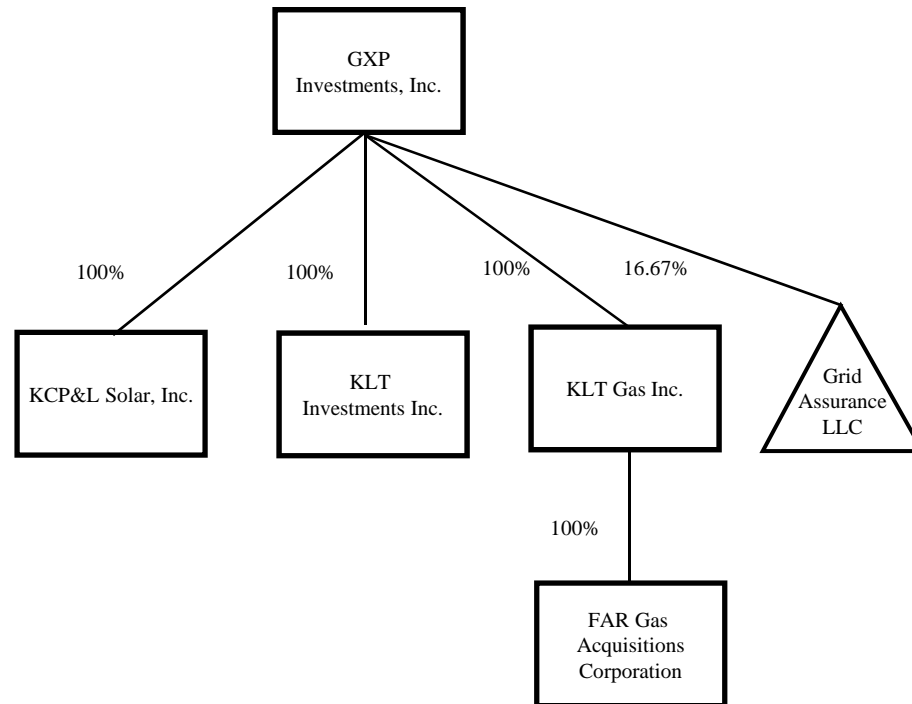 GXP
Investments, Inc.
100%
100%
100%
16.67%
KCP&L Solar, Inc.
KLT
Investments Inc.
KLT Gas Inc.
Grid
Assurance
LLC
100%
FAR Gas
Acquisitions
Corporation